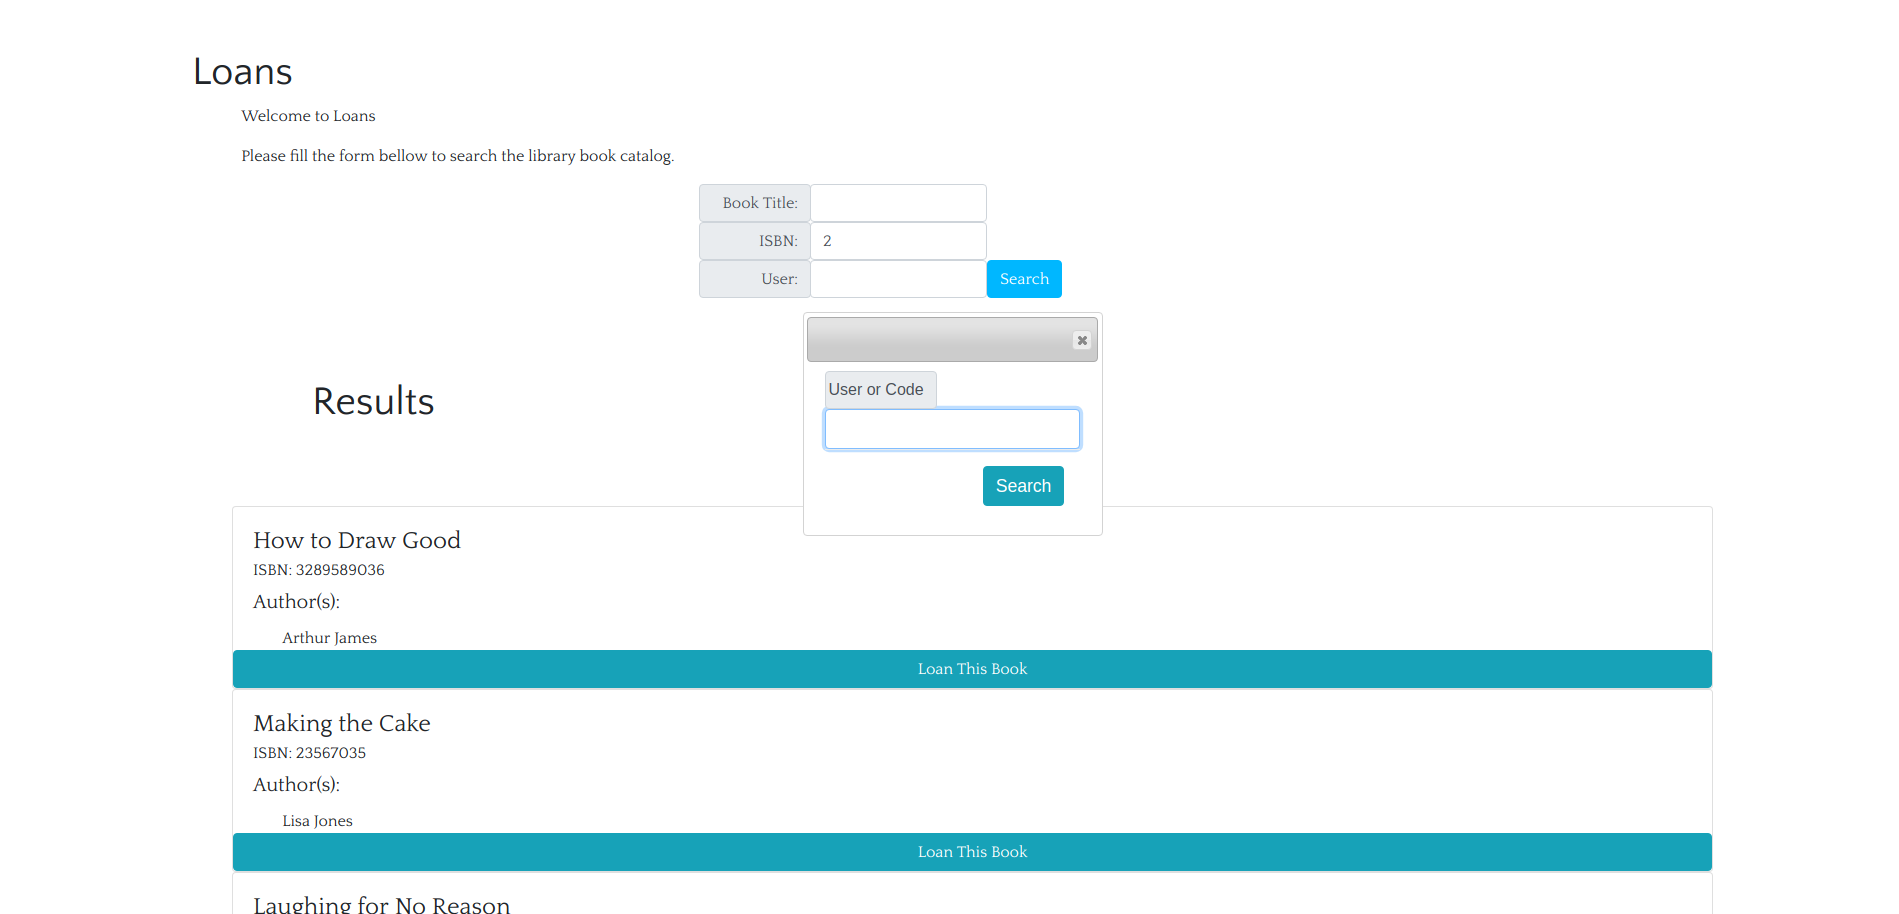 Loans
Welcome to Loans
Please fill the form bellow to search the library book catalog.
Book Title:
ISBN: 2
User: Search
User or Code
Search
Results
How to Draw Good
ISBN: 3289589036
Author(s):
Arthur James
Loan This Book
Making the Cake
ISBN: 23567035
Author(s):
Lisa Jones
Loan This Book
Laughing for No Reason